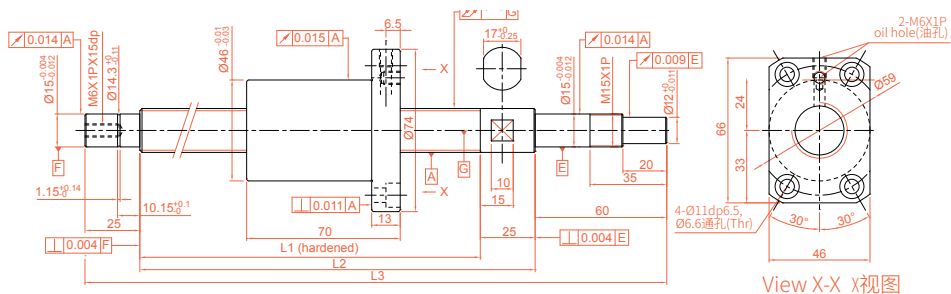 6.5
G
2-M6X1P
oil hole(油孔)
0.014 A
M6X1PX15dp
Ø15-0.004
-0.012
Ø14.3+0
-0.11
Ø46-0.01
-0.03
0.015 A
17+0
-0.25
0.014 A
Ø15-0.004
-0.012
M15X1P
0.009 E
Ø12+0
-0.011
X
Ø59
24
66
33
Ø74
F
A
G
E
X
1.15+0.14
-0
10.15+0.1
-0
25
0.011 A
13
10
15
20
35
4-Ø11dp6.5,
Ø6.6通孔(Thr)
30°
30°
46
0.004 F
70
L1 (hardened)
25
60
0.004 E
L2
L3
View X-X X视图